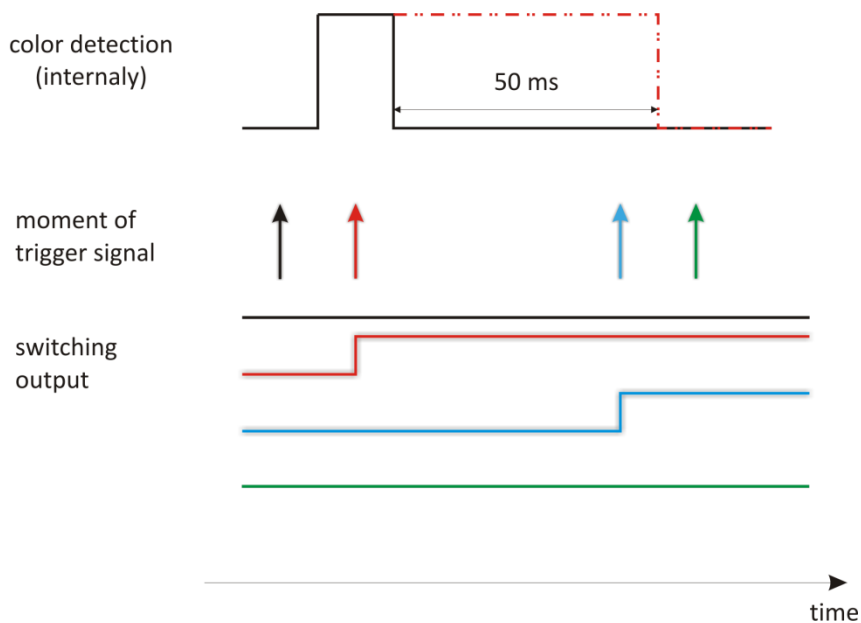 color detection
(internaly)
50 ms
moment of
trigger signal
switching
output
time